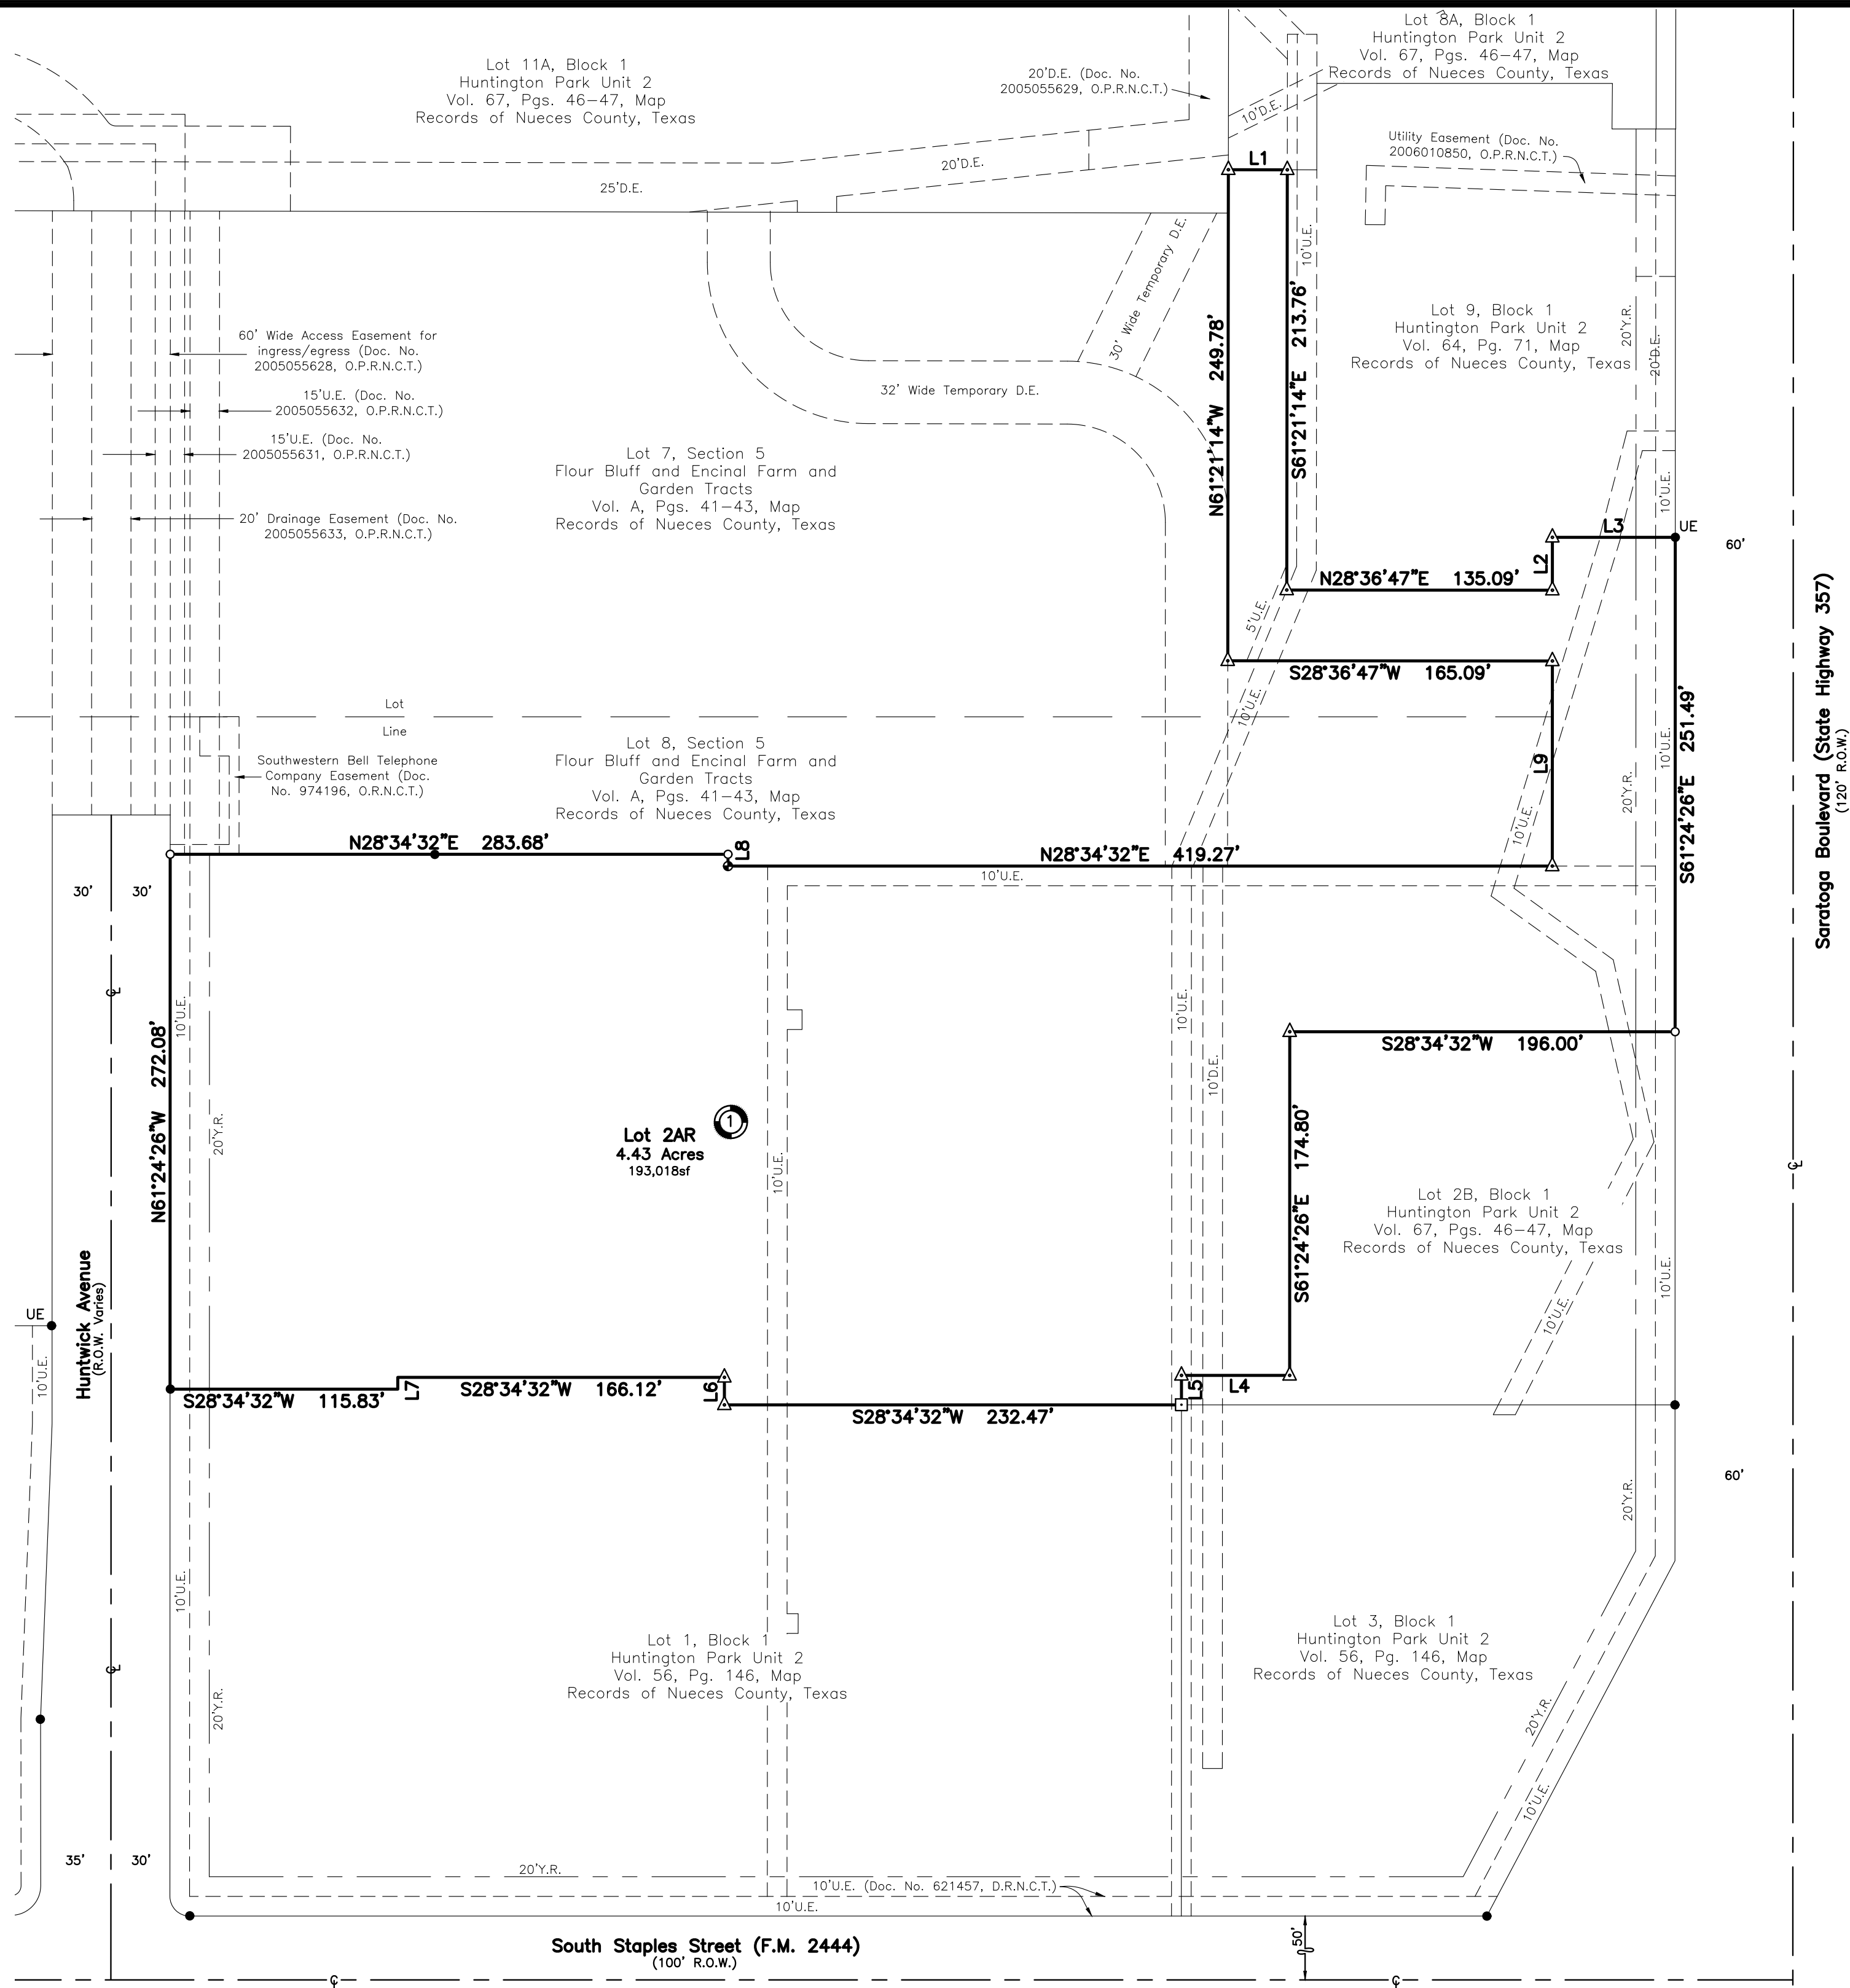 Lot 8A, Block 1
Huntington Park Unit 2
Vol. 67, Pgs. 46-47, Map
Records of Nueces County, Texas
Lot 11A, Block 1
Huntington Park Unit 2
Vol. 67, Pgs. 46-47, Map
Records of Nueces County, Texas
20'D.E. (Doc. No.
2005055629, O.P.R.N.C.T.)
10'D.E.
Utility Easement (Doc. No.
2006010850, O.P.R.N.C.T.)
20'D.E.
25'D.E.
L1
10'U.E.
30' Wide Temporary D.E.
N61°21'14"W 249.78'
S61°21'14"E 213.76'
Lot 9, Block 1
Huntington Park Unit 2
Vol. 64, Pg. 71, Map
Records of Nueces County, Texas
20'Y.R.
20'D.E.
60' Wide Access Easement for
ingress/egress (Doc. No.
2005055628, O.P.R.N.C.T.)
15'U.E. (Doc. No.
2005055632, O.P.R.N.C.T.)
15'U.E. (Doc. No.
2005055631, O.P.R.N.C.T.)
20' Drainage Easement (Doc. No.
2005055633, O.P.R.N.C.T.)
32' Wide Temporary D.E.
Lot 7, Section 5
Flour Bluff and Encinal Farm and
Garden Tracts
Vol. A, Pgs. 41-43, Map
Records of Nueces County, Texas
10'U.E.
L3
UE
60'
L2
N28°36'47"E 135.09'
5'U.E.
S28°36'47"W 165.09'
10'U.E.
Lot
Line
Southwestern Bell Telephone
Company Easement (Doc.
No. 974196, O.R.N.C.T.)
Lot 8, Section 5
Flour Bluff and Encinal Farm and
Garden Tracts
Vol. A, Pgs. 41-43, Map
Records of Nueces County, Texas
L9
10'U.E.
20'Y.R.
10'U.E.
S61°24'26"E 251.49'
Saratoga Boulevard (State Highway 357)
(120' R.O.W.)
N28°34'32"E 283.68'
L8
N28°34'32"E 419.27'
10'U.E.
30'
30'
℄
10'U.E.
N61°24'26"W 272.08'
20'Y.R.
10'U.E.
10'D.E.
S28°34'32"W 196.00'
1
Lot 2AR
4.43 Acres
193,018sf
10'U.E.
S61°24'26"E 174.80'
℄
Lot 2B, Block 1
Huntington Park Unit 2
Vol. 67, Pgs. 46-47, Map
Records of Nueces County, Texas
10'U.E.
10'U.E.
UE
10'U.E.
Huntwick Avenue
(R.O.W. Varies)
S28°34'32"W 115.83'
L7
S28°34'32"W 166.12'
L6
S28°34'32"W 232.47'
L5
L4
60'
20'Y.R.
10'U.E.
℄
20'Y.R.
Lot 1, Block 1
Huntington Park Unit 2
Vol. 56, Pg. 146, Map
Records of Nueces County, Texas
Lot 3, Block 1
Huntington Park Unit 2
Vol. 56, Pg. 146, Map
Records of Nueces County, Texas
20'Y.R.
10'U.E.
35'
30'
20'Y.R.
10'U.E. (Doc. No. 621457, D.R.N.C.T.)
10'U.E.
South Staples Street (F.M. 2444)
(100' R.O.W.)
50'
℄
℄